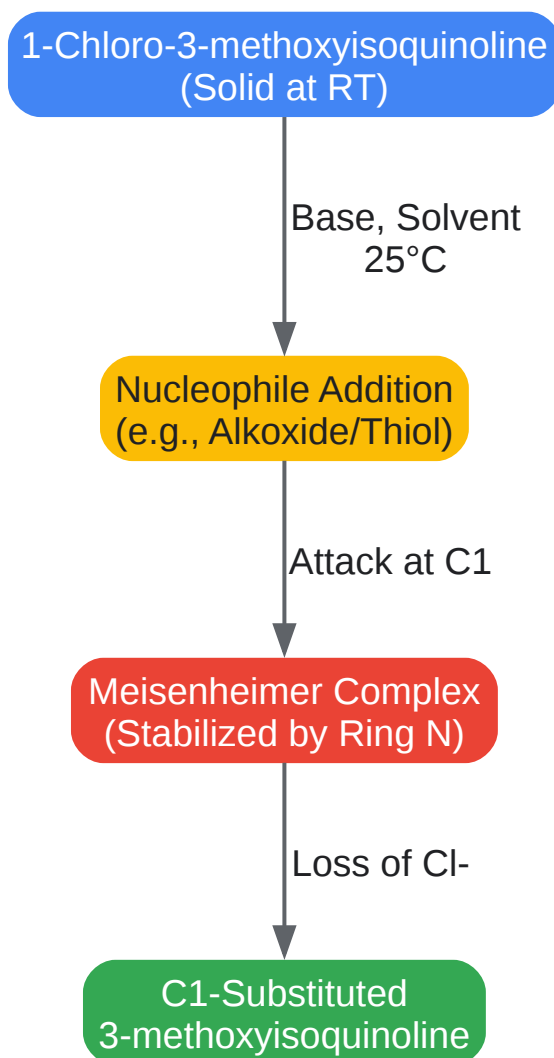 1-Chloro-3-methoxyisoquinoline
(Solid at RT)
Base, Solvent
25°C
Nucleophile Addition
(e.g., Alkoxide/Thiol)
Attack at C1
Meisenheimer Complex
(Stabilized by Ring N)
Loss of Cl-
C1-Substituted
3-methoxyisoquinoline